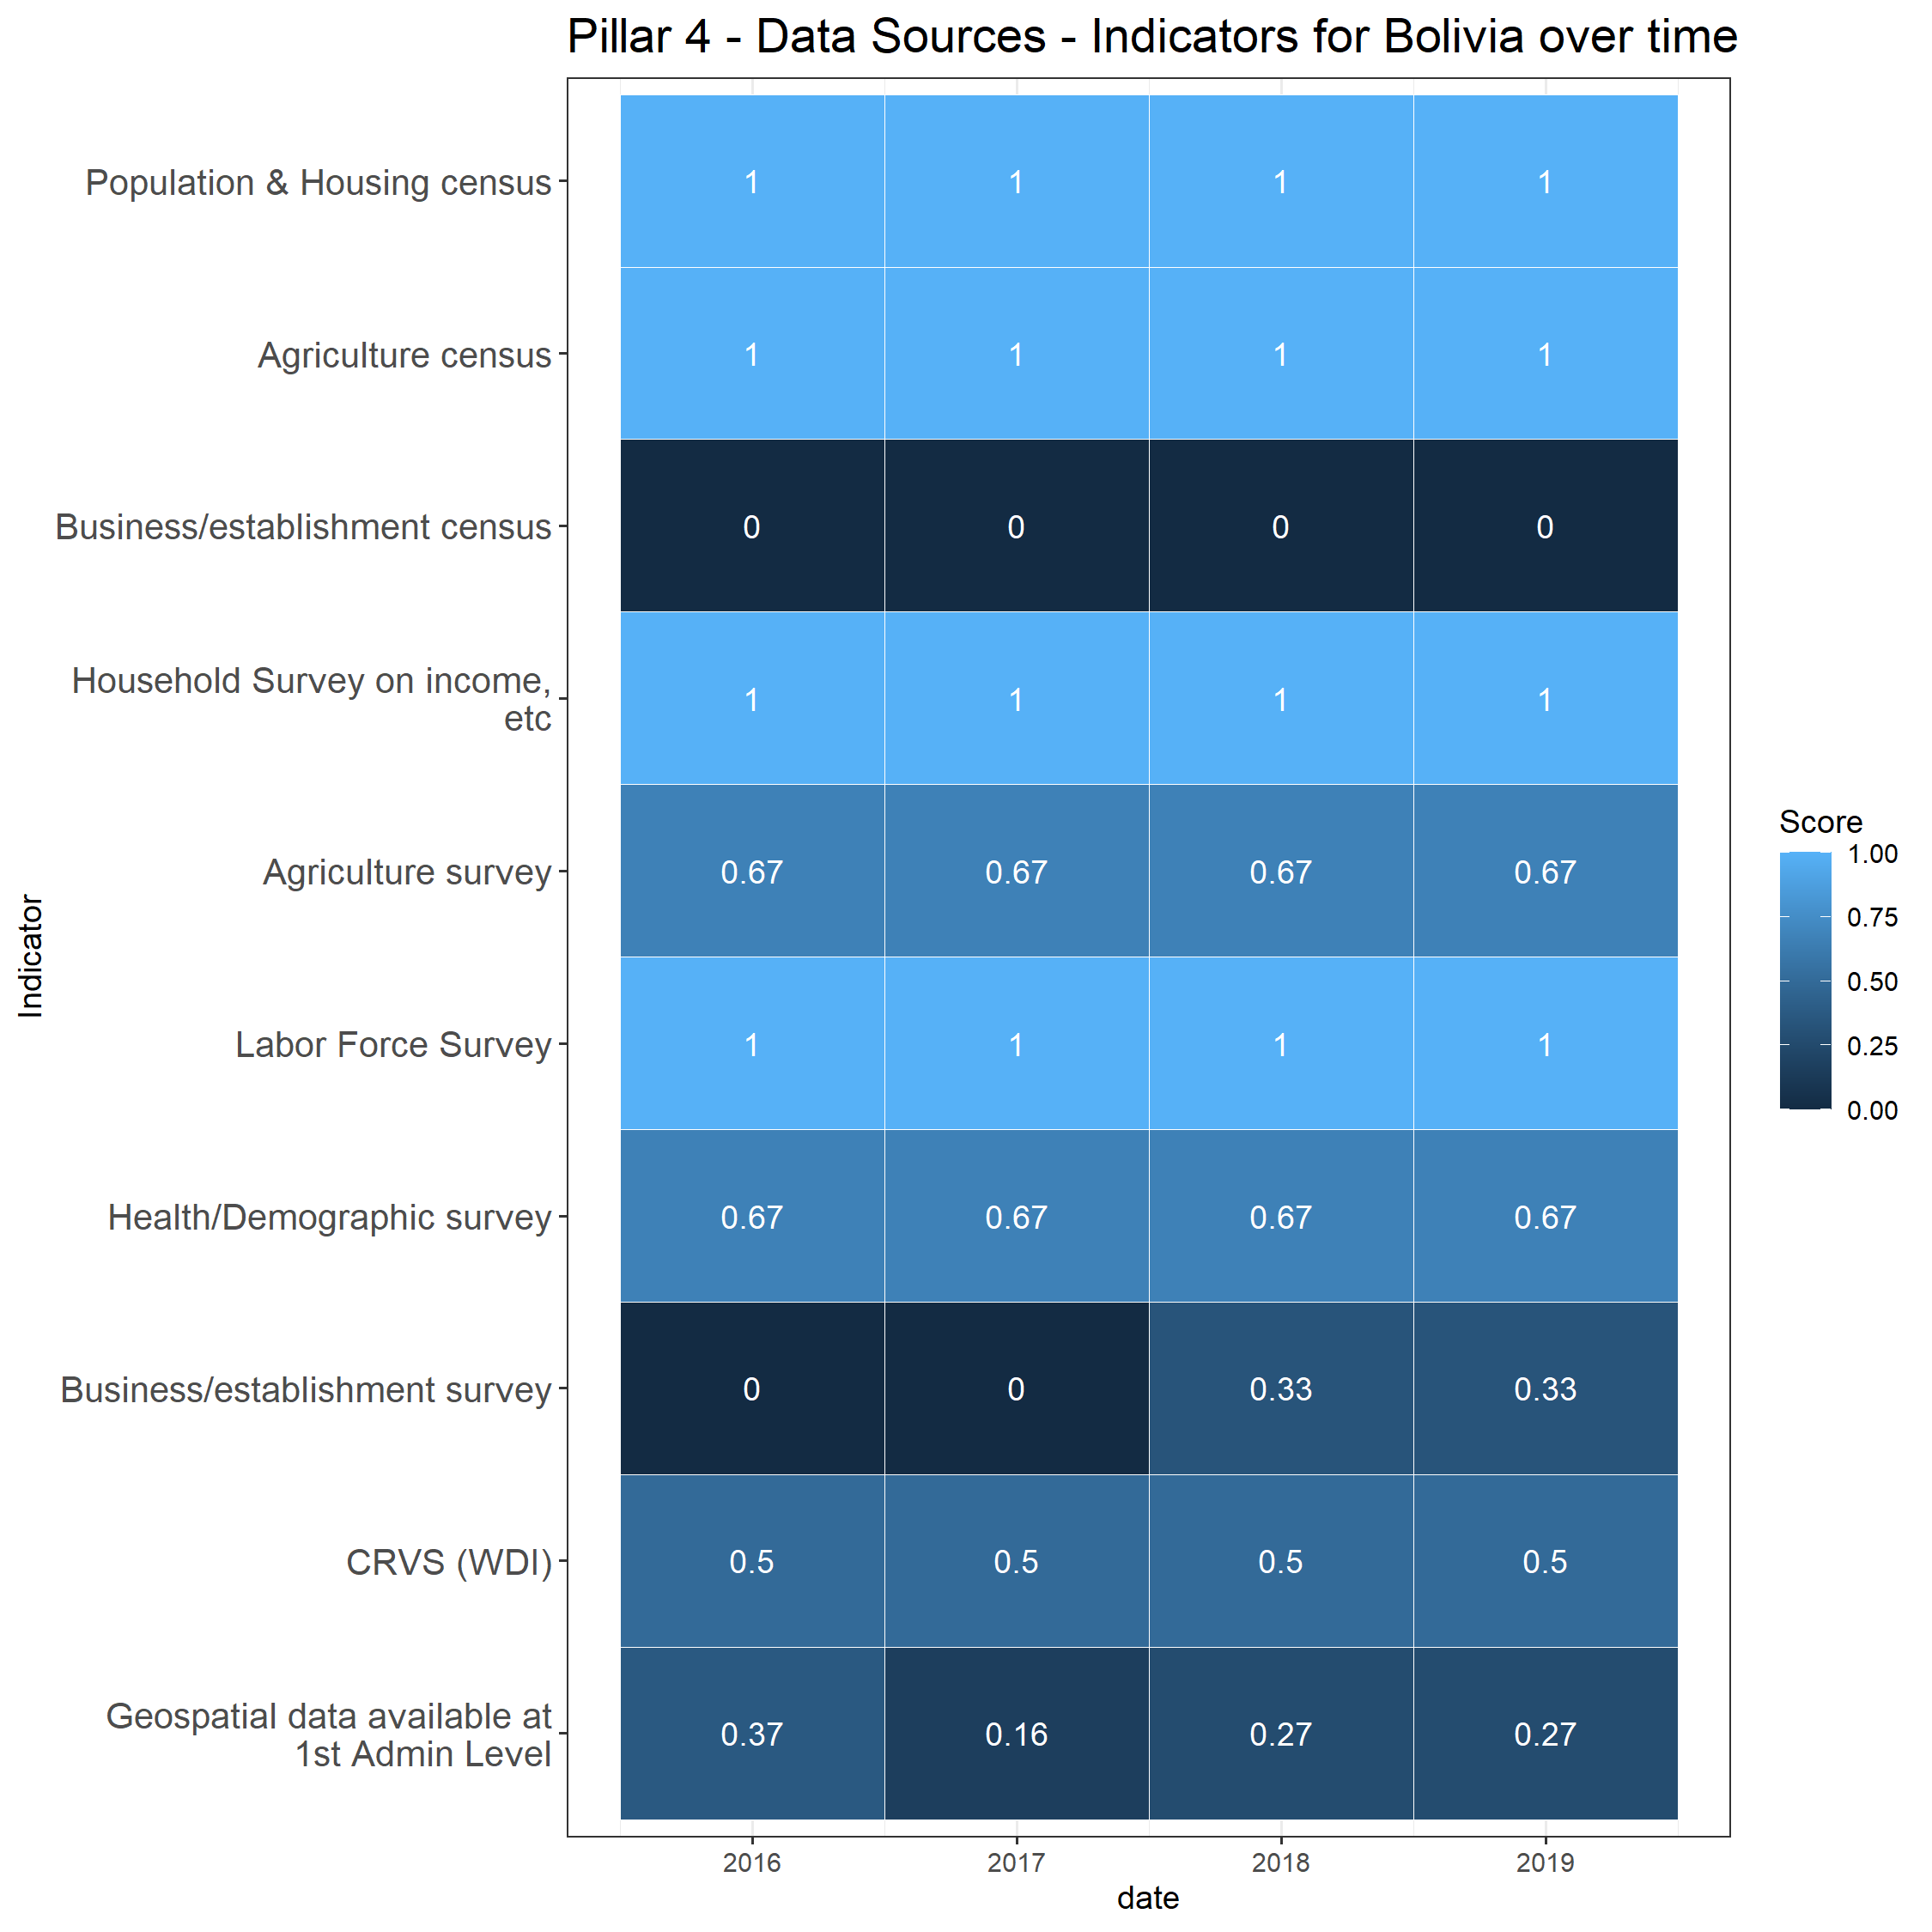 Pillar 4 - Data Sources - Indicators for Bolivia over time
Indicator
Population & Housing census
1 1 1 1
Agriculture census
1 1 1 1
Business/establishment census
0 0 0 0
Household Survey on income,
etc
1 1 1 1
Agriculture survey
0.67 0.67 0.67 0.67
Labor Force Survey
1 1 1 1
Health/Demographic survey
0.67 0.67 0.67 0.67
Business/establishment survey
0 0 0.33 0.33
CRVS (WDI)
0.5 0.5 0.5 0.5
Geospatial data available at
1st Admin Level
0.37 0.16 0.27 0.27
2016 2017 2018 2019
date
Score
1.00
0.75
0.50
0.25
0.00